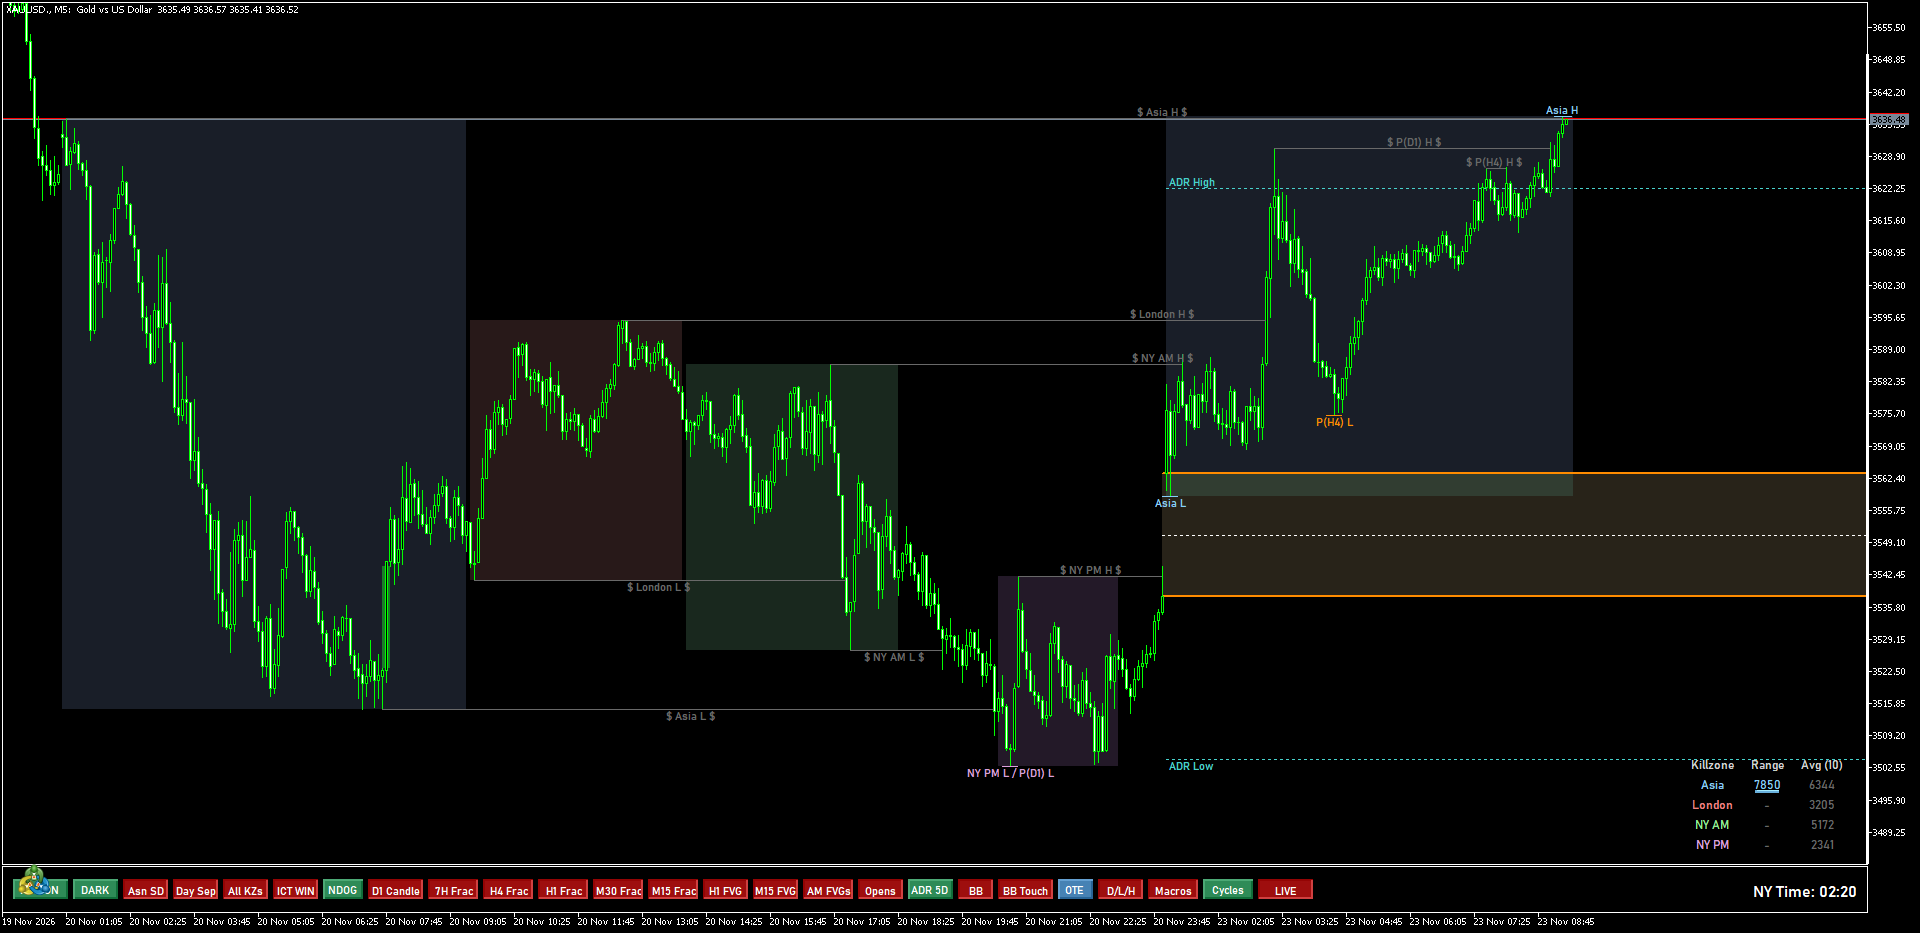 XAUUSD., M5: Gold vs US Dollar 3635.49 3636.57 3635.41 3636.52
3655.50
3648.85
3642.20
3636.48
3628.90
3622.25
3615.60
3608.95
3602.30
3595.65
3589.00
3582.35
3575.70
3569.05
3562.40
3555.75
3549.10
3542.45
3535.80
3529.15
3522.50
3515.85
3509.20
3502.55
3495.90
3489.25
$ Asia H $
Asia H
$ P(D1) H $
$ P(H4) H $
ADR High
$ London H $
$ NY AM H $
P(H4) L
Asia L
$ NY PM H $
$ London L $
$ NY AM L $
$ Asia L $
NY PM L / P(D1) L
ADR Low
Killzone Range Avg (10)
Asia 7850 6344
London - 3205
NY AM - 5172
NY PM - 2341
DARK Asn SD Day Sep All KZs ICT WIN NDOG D1 Candle 7H Frac H4 Frac H1 Frac M30 Frac M15 Frac H1 FVG M15 FVG AM FVGs Opens ADR 5D BB BB Touch OTE D/L/H Macros Cycles LIVE
NY Time: 02:20
19 Nov 2026 20 Nov 01:05 20 Nov 02:25 20 Nov 03:45 20 Nov 05:05 20 Nov 06:25 20 Nov 07:45 20 Nov 09:05 20 Nov 10:25 20 Nov 11:45 20 Nov 13:05 20 Nov 14:25 20 Nov 15:45 20 Nov 17:05 20 Nov 18:25 20 Nov 19:45 20 Nov 21:05 20 Nov 22:25 20 Nov 23:45 23 Nov 02:05 23 Nov 03:25 23 Nov 04:45 23 Nov 06:05 23 Nov 07:25 23 Nov 08:45